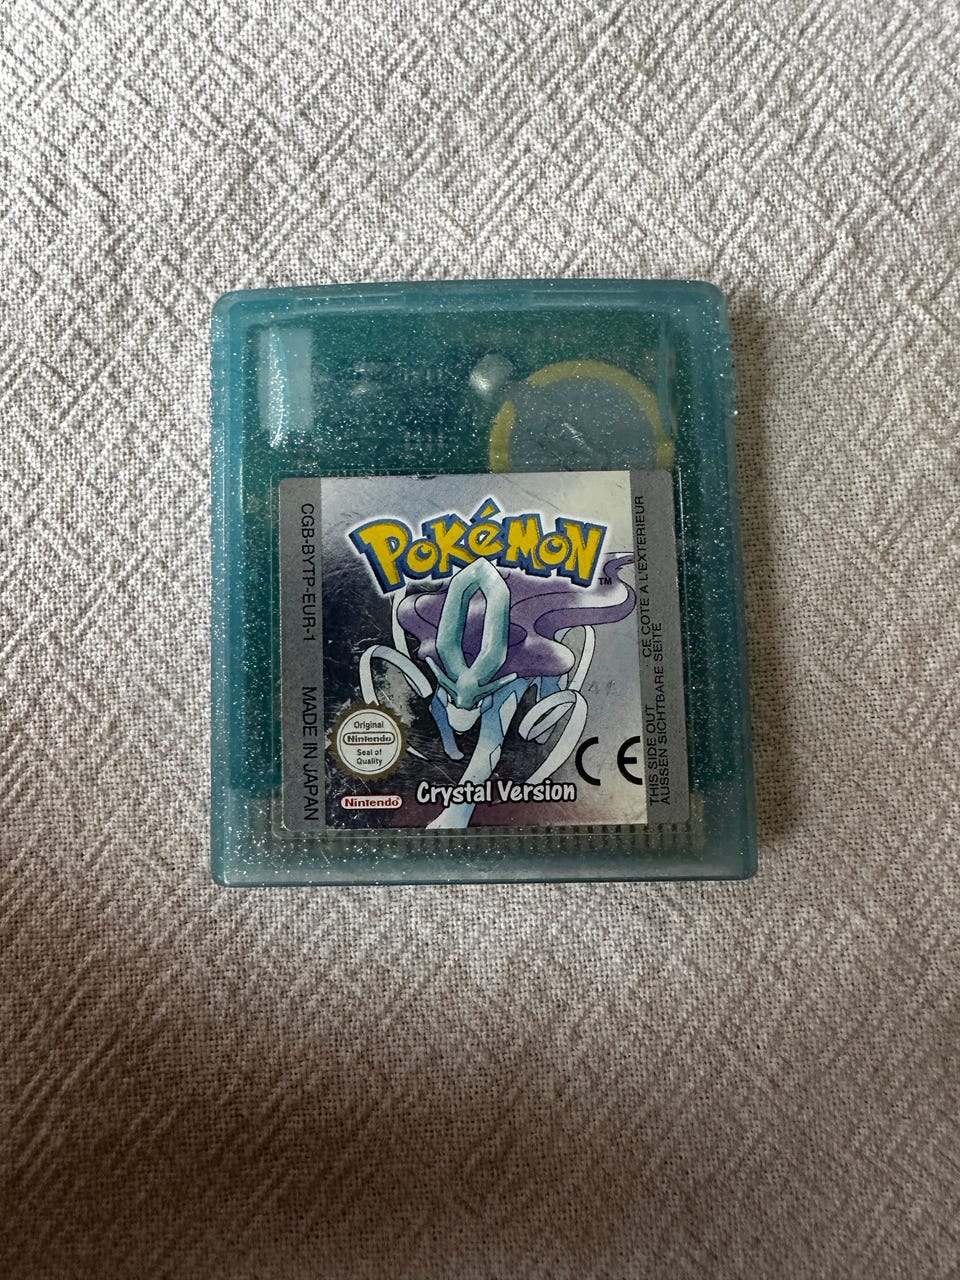 POKéMON
TM
CGB-BYTP-EUR-1
MADE IN JAPAN
Original
Nintendo
Seal of
Quality
Nintendo
Crystal Version
CE
THIS SIDE OUT
CE COTE A L'EXTERIEUR
AUSSEN SICHTBARE SEITE